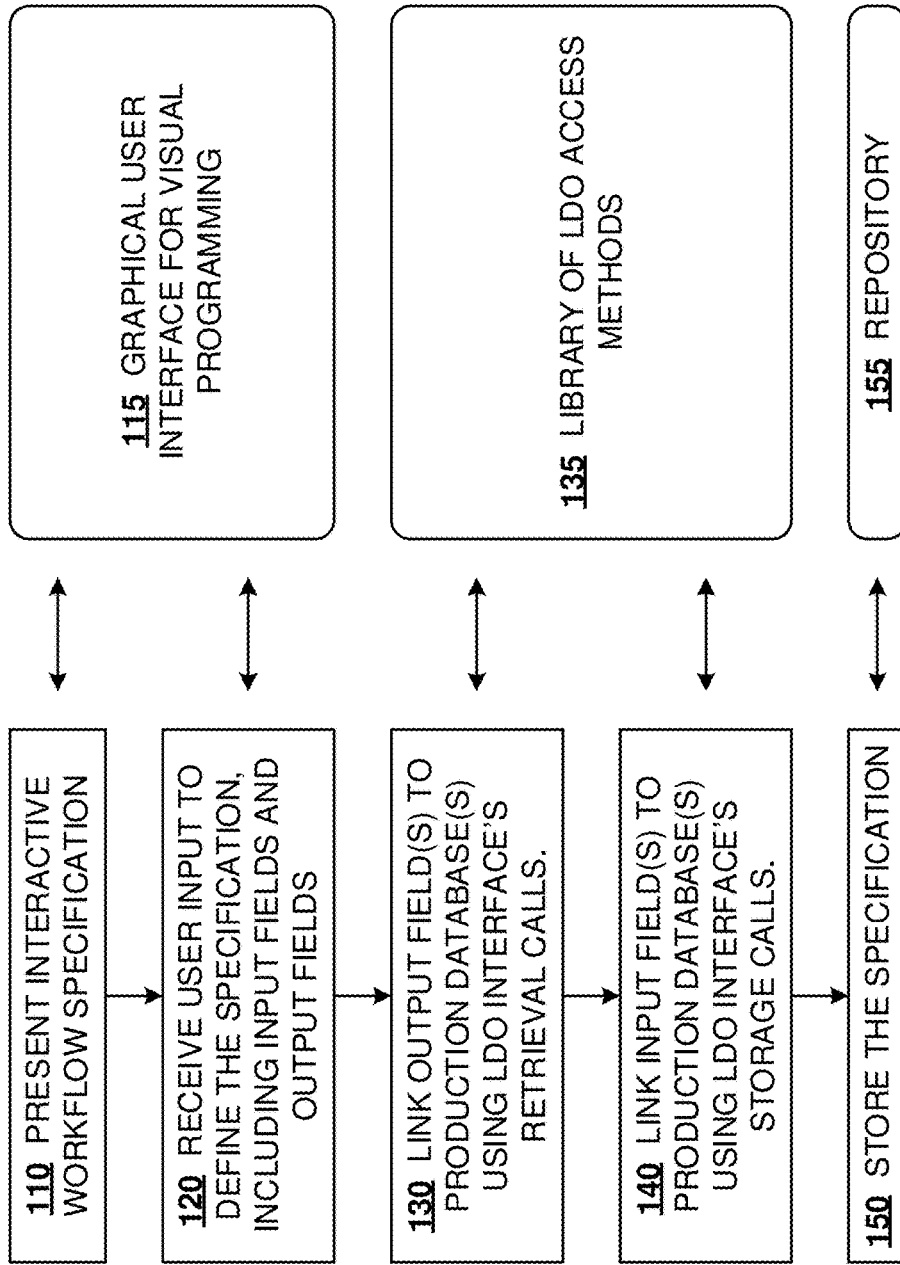 110 PRESENT INTERACTIVE
WORKFLOW SPECIFICATION
115 GRAPHICAL USER
INTERFACE FOR VISUAL
PROGRAMMING
120 RECEIVE USER INPUT TO
DEFINE THE SPECIFICATION,
INCLUDING INPUT FIELDS AND
OUTPUT FIELDS
130 LINK OUTPUT FIELD(S) TO
PRODUCTION DATABASE(S)
USING LDO INTERFACE'S
RETRIEVAL CALLS.
135 LIBRARY OF LDO ACCESS
METHODS
140 LINK INPUT FIELD(S) TO
PRODUCTION DATABASE(S)
USING LDO INTERFACE'S
STORAGE CALLS.
150 STORE THE SPECIFICATION
155 REPOSITORY